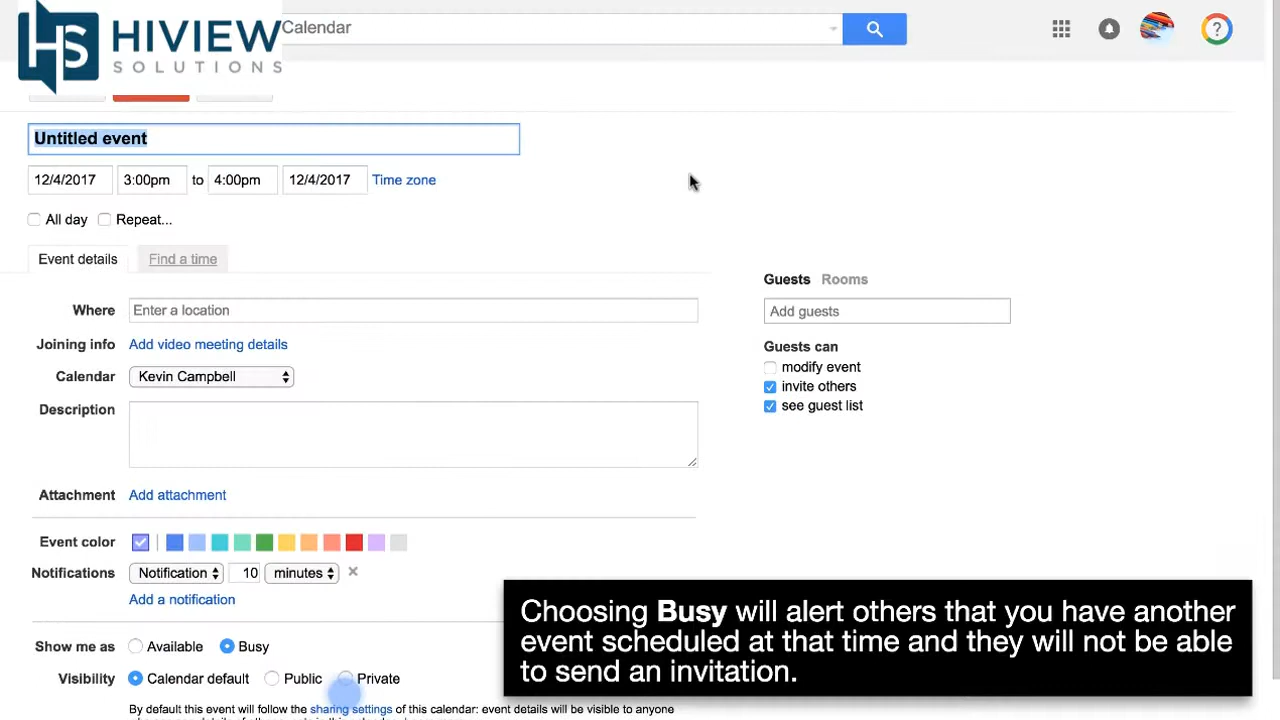 HS HIVIEW SOLUTIONS
Calendar
?
Untitled event
12/4/2017 3:00pm to 4:00pm 12/4/2017 Time zone
All day Repeat...
Event details Find a time
Guests Rooms
Where Enter a location
Add guests
Joining info Add video meeting details
Guests can
modify event
Calendar Kevin Campbell
invite others
see guest list
Description
Attachment Add attachment
Event color
Notifications Notification 10 minutes
Add a notification
Choosing Busy will alert others that you have another
event scheduled at that time and they will not be able
to send an invitation.
Show me as Available Busy
Visibility Calendar default Public Private
By default this event will follow the sharing settings of this calendar: event details will be visible to anyone